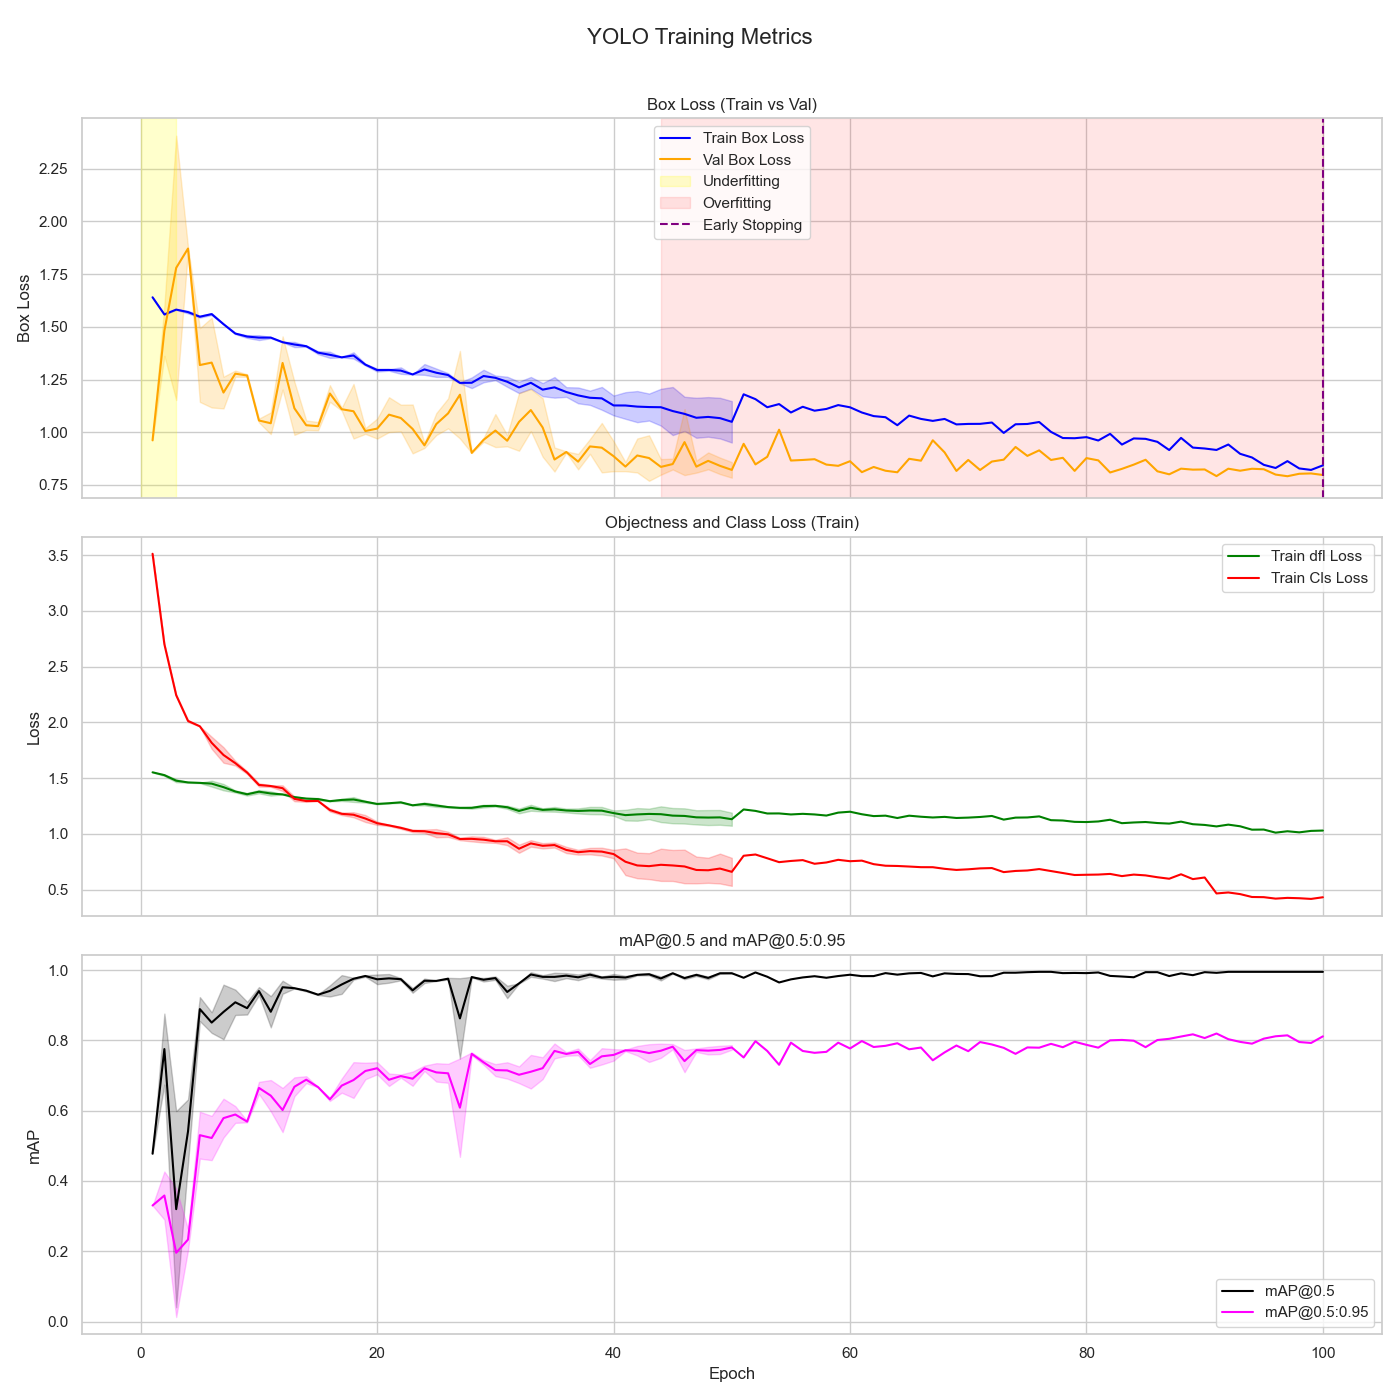 YOLO Training Metrics
Box Loss (Train vs Val)
Box Loss
2.25
2.00
1.75
1.50
1.25
1.00
0.75
Train Box Loss
Val Box Loss
Underfitting
Overfitting
Early Stopping
Objectness and Class Loss (Train)
Loss
3.5
3.0
2.5
2.0
1.5
1.0
0.5
Train dfl Loss
Train Cls Loss
mAP@0.5 and mAP@0.5:0.95
mAP
1.0
0.8
0.6
0.4
0.2
0.0
mAP@0.5
mAP@0.5:0.95
0 20 40 60 80 100
Epoch